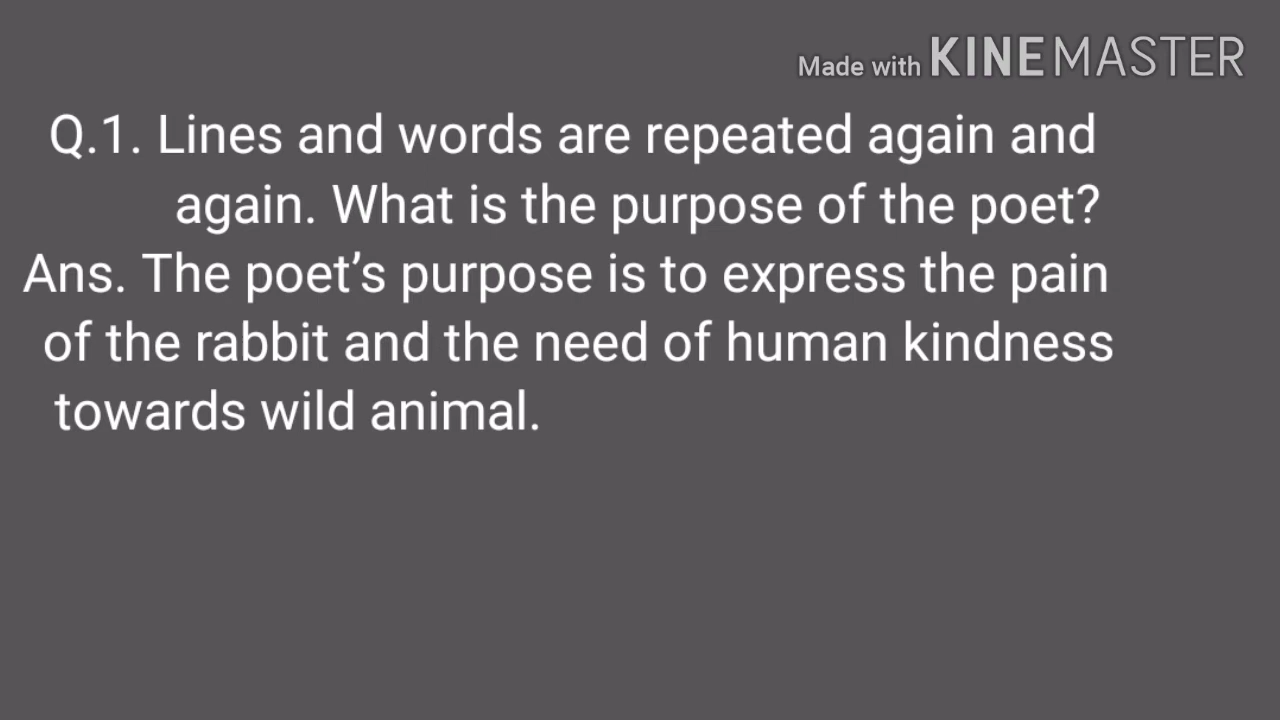 Made with KINEMASTER
Q.1. Lines and words are repeated again and
again. What is the purpose of the poet?
Ans. The poet’s purpose is to express the pain
of the rabbit and the need of human kindness
towards wild animal.